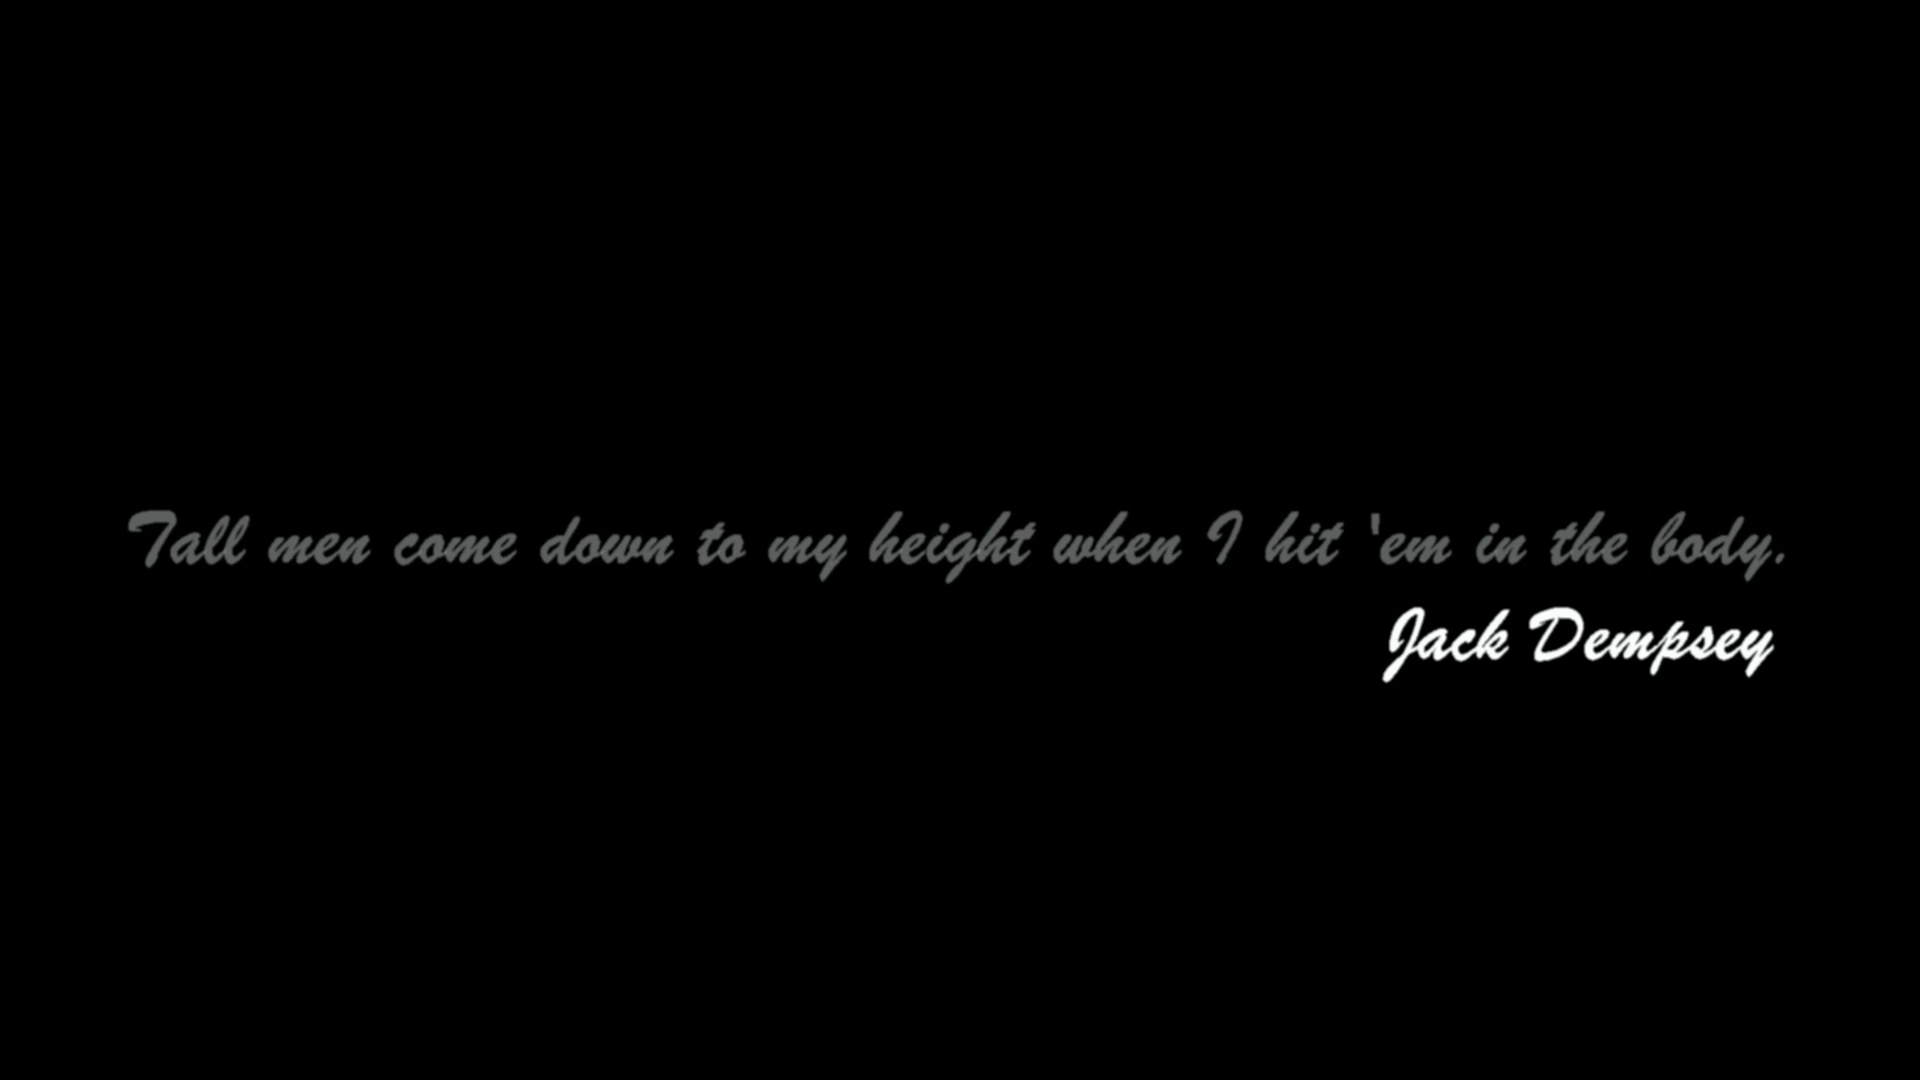 Tall men come down to my height when I hit 'em in the body.
Jack Dempsey